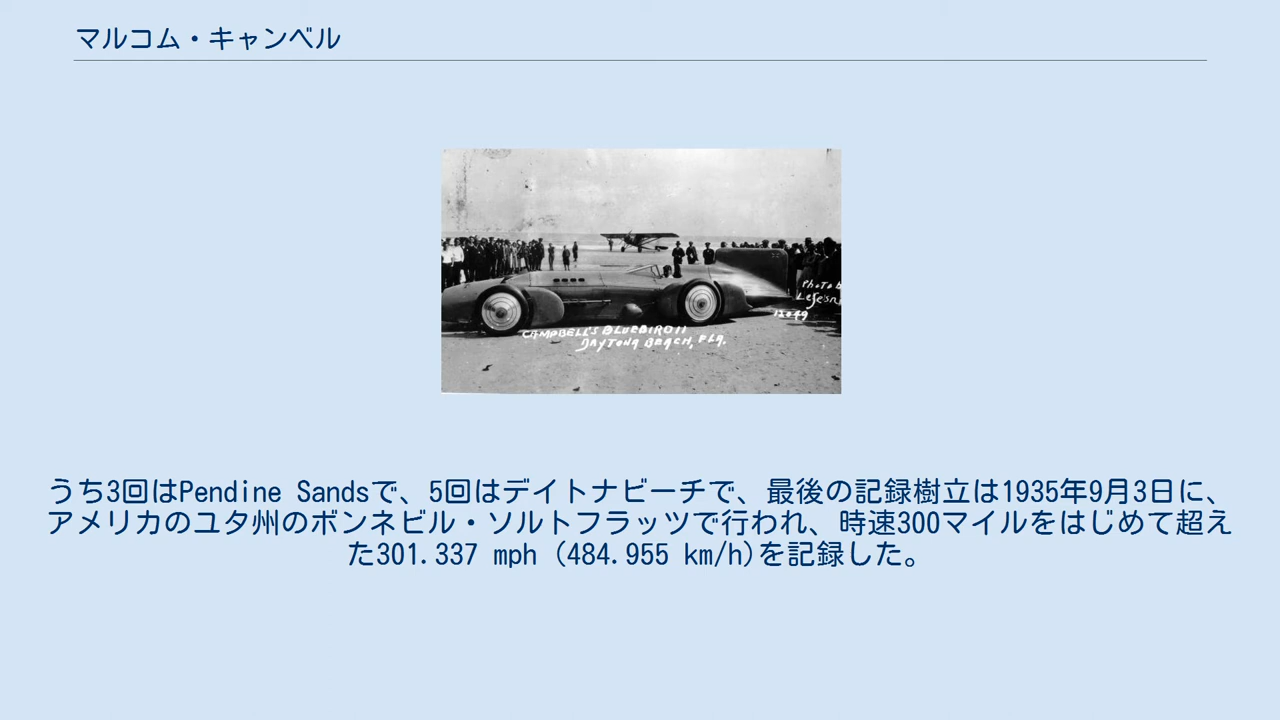 マルコム・キャンベル
Photo b
12049
CAMPBELL'S BLUEBIRD II
DAYTONA BEACH, FLA.
うち3回はPendine Sandsで、5回はデイトナビーチで、最後の記録樹立は1935年9月3日に、
アメリカのユタ州のボンネビル・ソルトフラッツで行われ、時速300マイルをはじめて超え
た301.337 mph (484.955 km/h)を記録した。